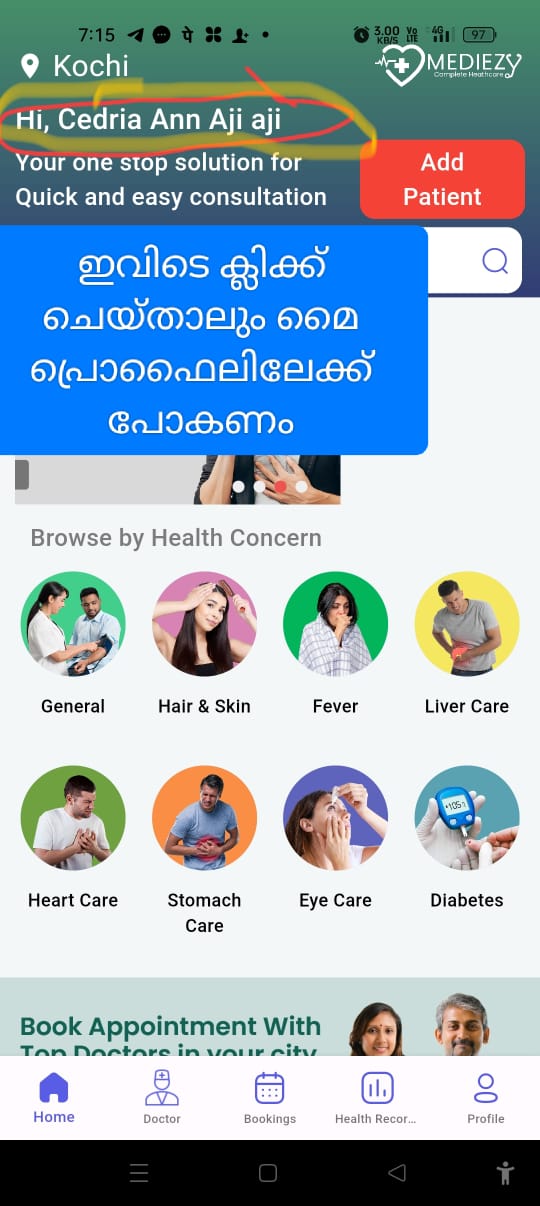 7:15
3.00 KB/S Vo LTE 4G 97
Kochi
MEDIEZY
Complete Healthcare
Hi, Cedria Ann Aji aji
Your one stop solution for
Quick and easy consultation
Add
Patient
ഇവിടെ ക്ലിക്ക്
ചെയ്താലും മൈ
പ്രൊഫൈലിലേക്ക്
പോകണം
Browse by Health Concern
General
Hair & Skin
Fever
Liver Care
105
Heart Care
Stomach
Care
Eye Care
Diabetes
Book Appointment With
Top Doctors in your city
Home
Doctor
Bookings
Health Recor...
Profile